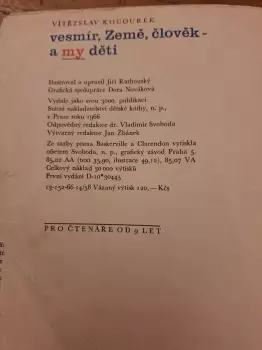 VÍTĚZSLAV KOCOUREK
vesmír, Země, člověk -
a my děti
Ilustroval a upravil Jiří Rathouský
Grafická spolupráce Dora Nováková
Vydalo jako svou 3000. publikaci
Státní nakladatelství dětské knihy, n. p.,
v Praze roku 1966
Odpovědný redaktor dr. Vladimír Svoboda
Výtvarný redaktor Jan Žbánek
Ze sazby písma Baskerville a Clarendon vytiskla
ofsetem Svoboda, n. p., grafický závod Praha 5.
85,02 AA (text 35,90, ilustrace 49,12), 85,07 VA
Celkový náklad 30 000 výtisků
První vydání D-10*30445
13-152-66 14/58 Vázaný výtisk 120,— Kčs
PRO ČTENÁŘE OD 9 LET